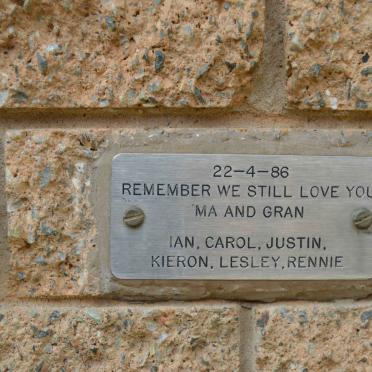 22-4-86
REMEMBER WE STILL LOVE YOU
MA AND GRAN
IAN, CAROL, JUSTIN,
KIERON, LESLEY, RENNIE